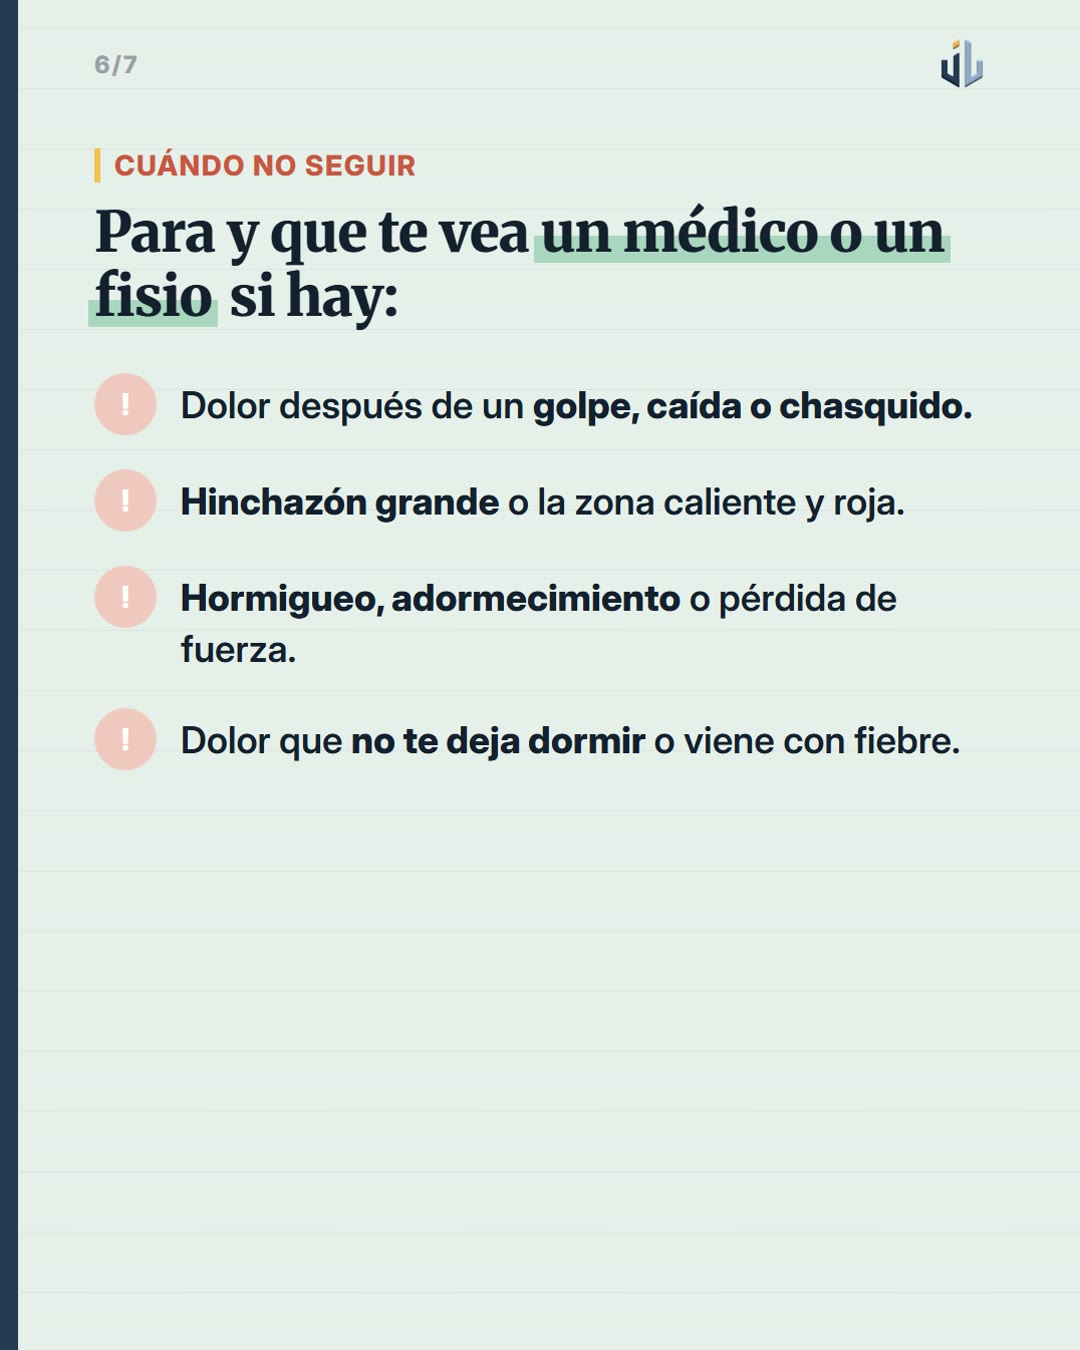 6/7
CUÁNDO NO SEGUIR
Para y que te vea un médico o un
fisio si hay:
! Dolor después de un golpe, caída o chasquido.
! Hinchazón grande o la zona caliente y roja.
! Hormigueo, adormecimiento o pérdida de
fuerza.
! Dolor que no te deja dormir o viene con fiebre.